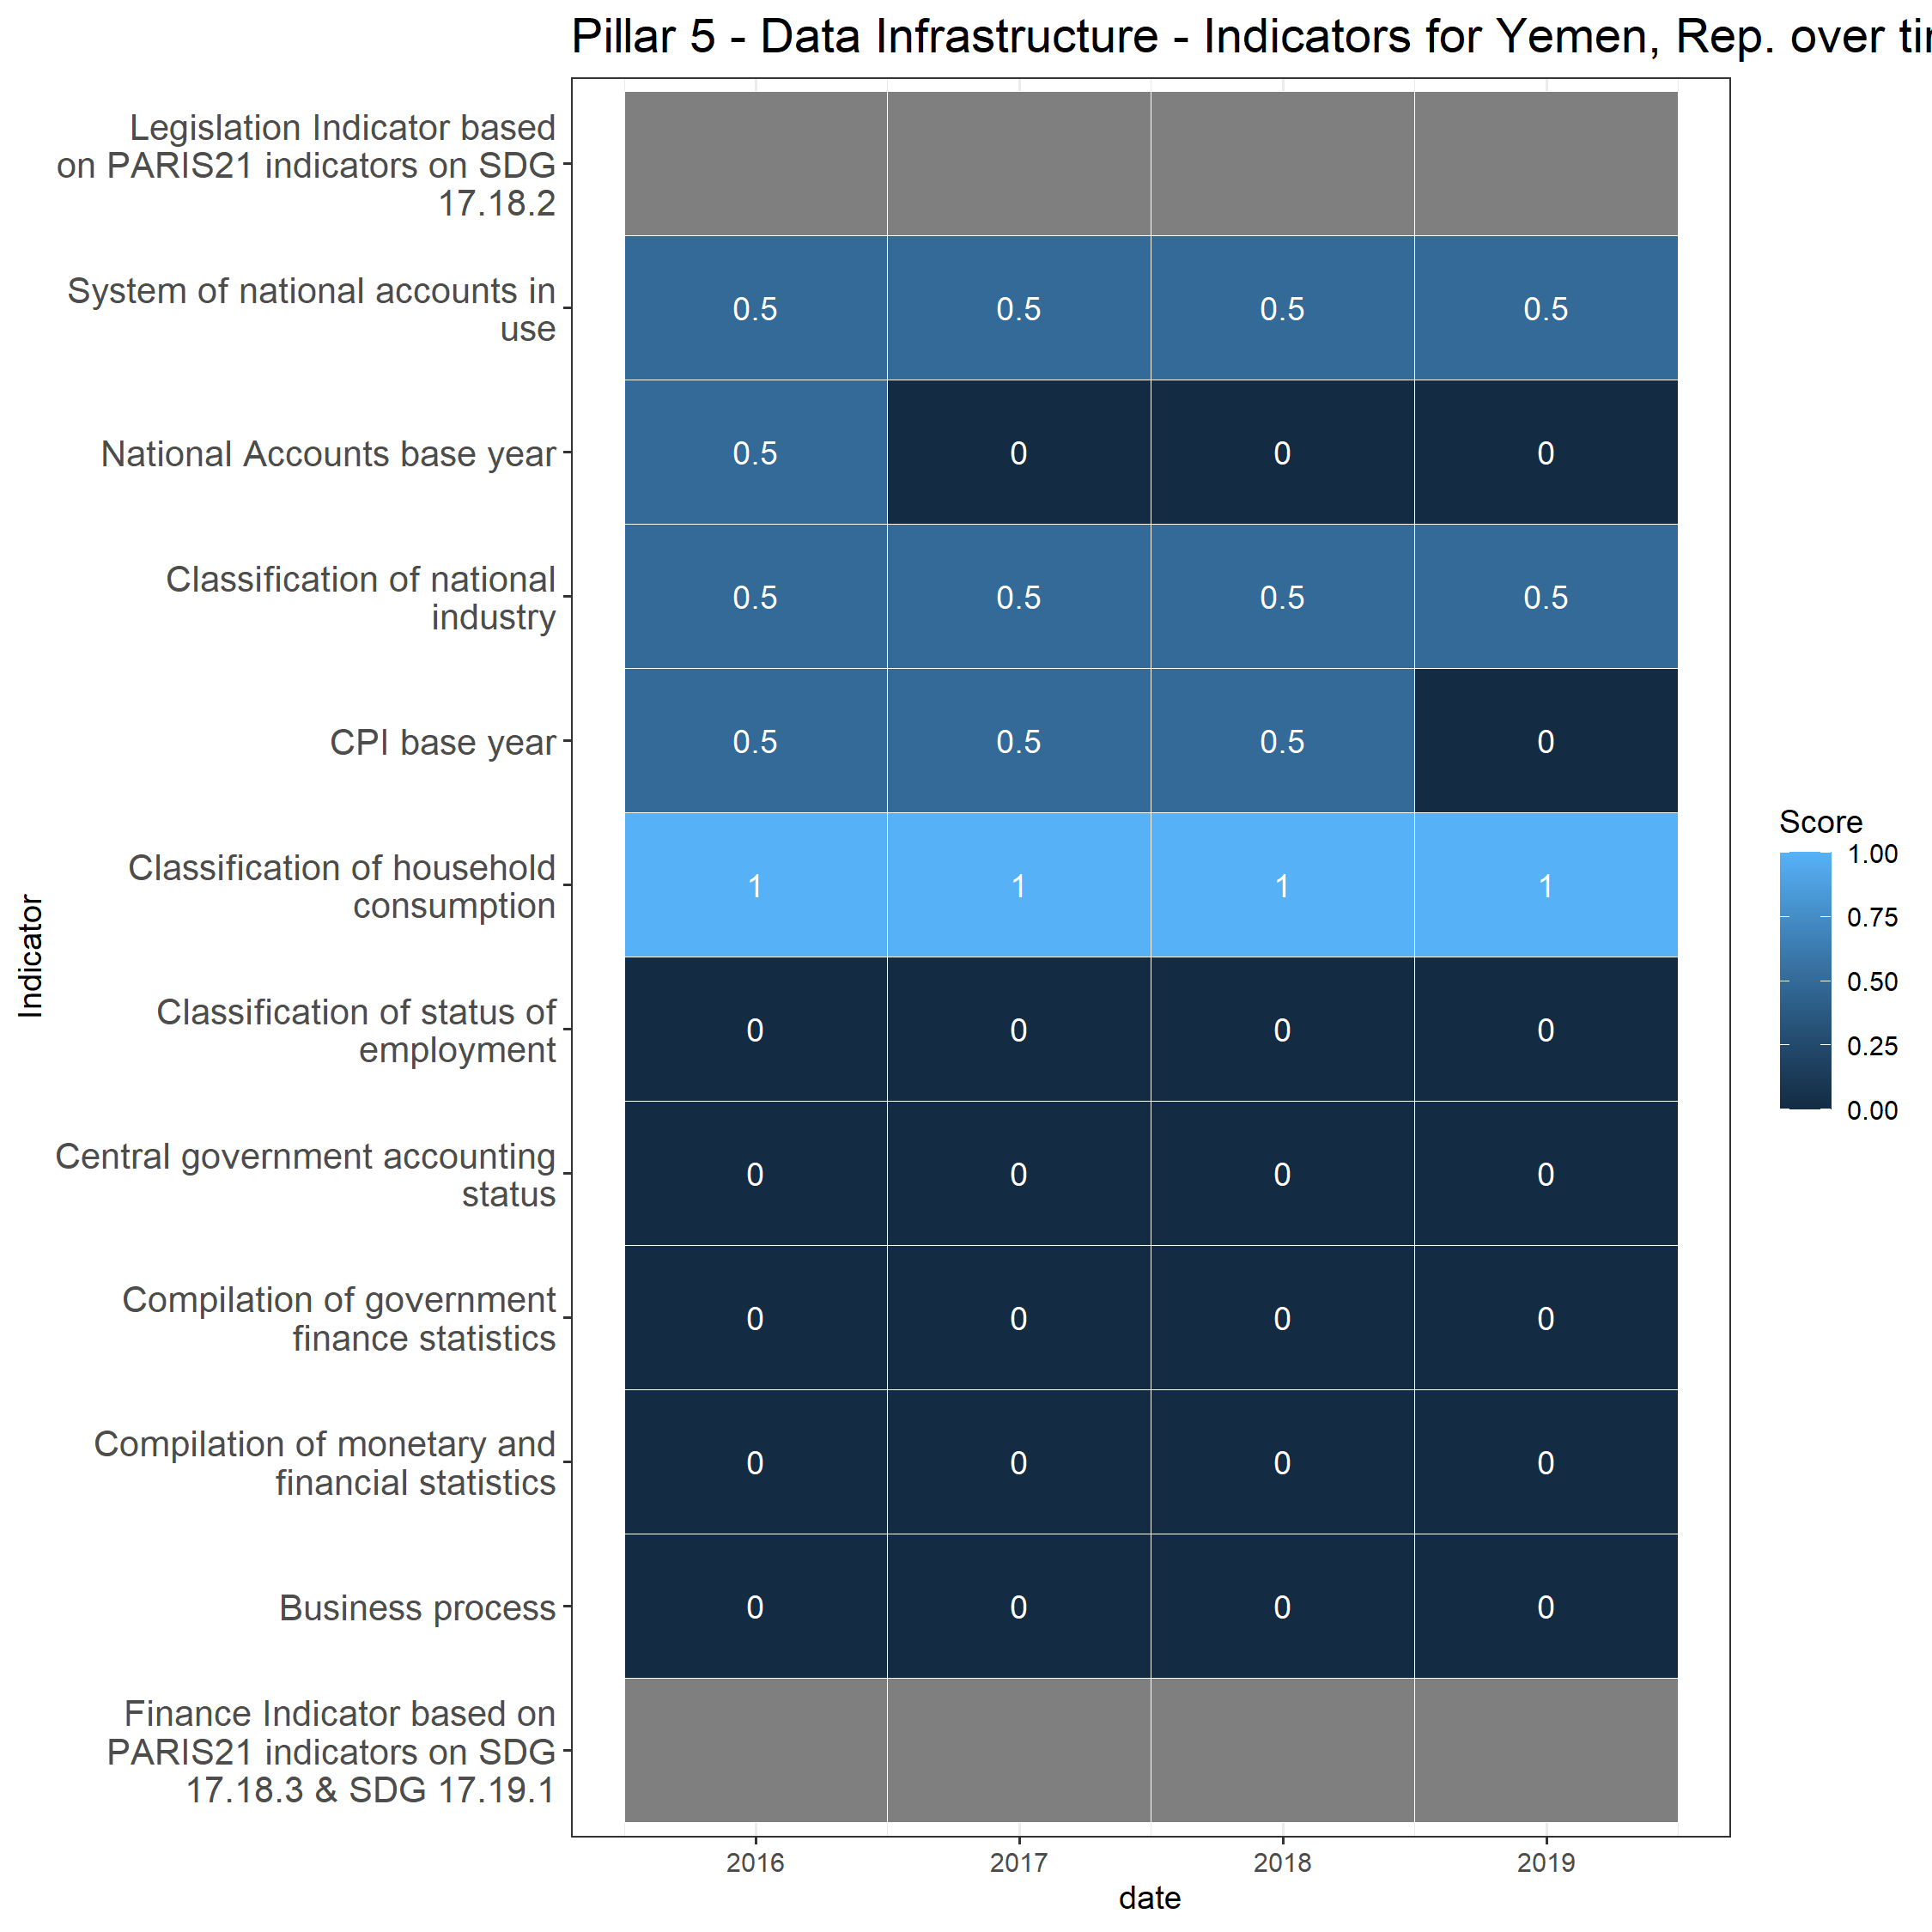 Pillar 5 - Data Infrastructure - Indicators for Yemen, Rep. over
Legislation Indicator based
on PARIS21 indicators on SDG
17.18.2
System of national accounts in
use
0.5 0.5 0.5 0.5
National Accounts base year
0.5 0 0 0
Classification of national
industry
0.5 0.5 0.5 0.5
CPI base year
0.5 0.5 0.5 0
Classification of household
consumption
1 1 1 1
Classification of status of
employment
0 0 0 0
Central government accounting
status
0 0 0 0
Compilation of government
finance statistics
0 0 0 0
Compilation of monetary and
financial statistics
0 0 0 0
Business process
0 0 0 0
Finance Indicator based on
PARIS21 indicators on SDG
17.18.3 & SDG 17.19.1
Indicator
2016 2017 2018 2019
date
Score
1.00
0.75
0.50
0.25
0.00